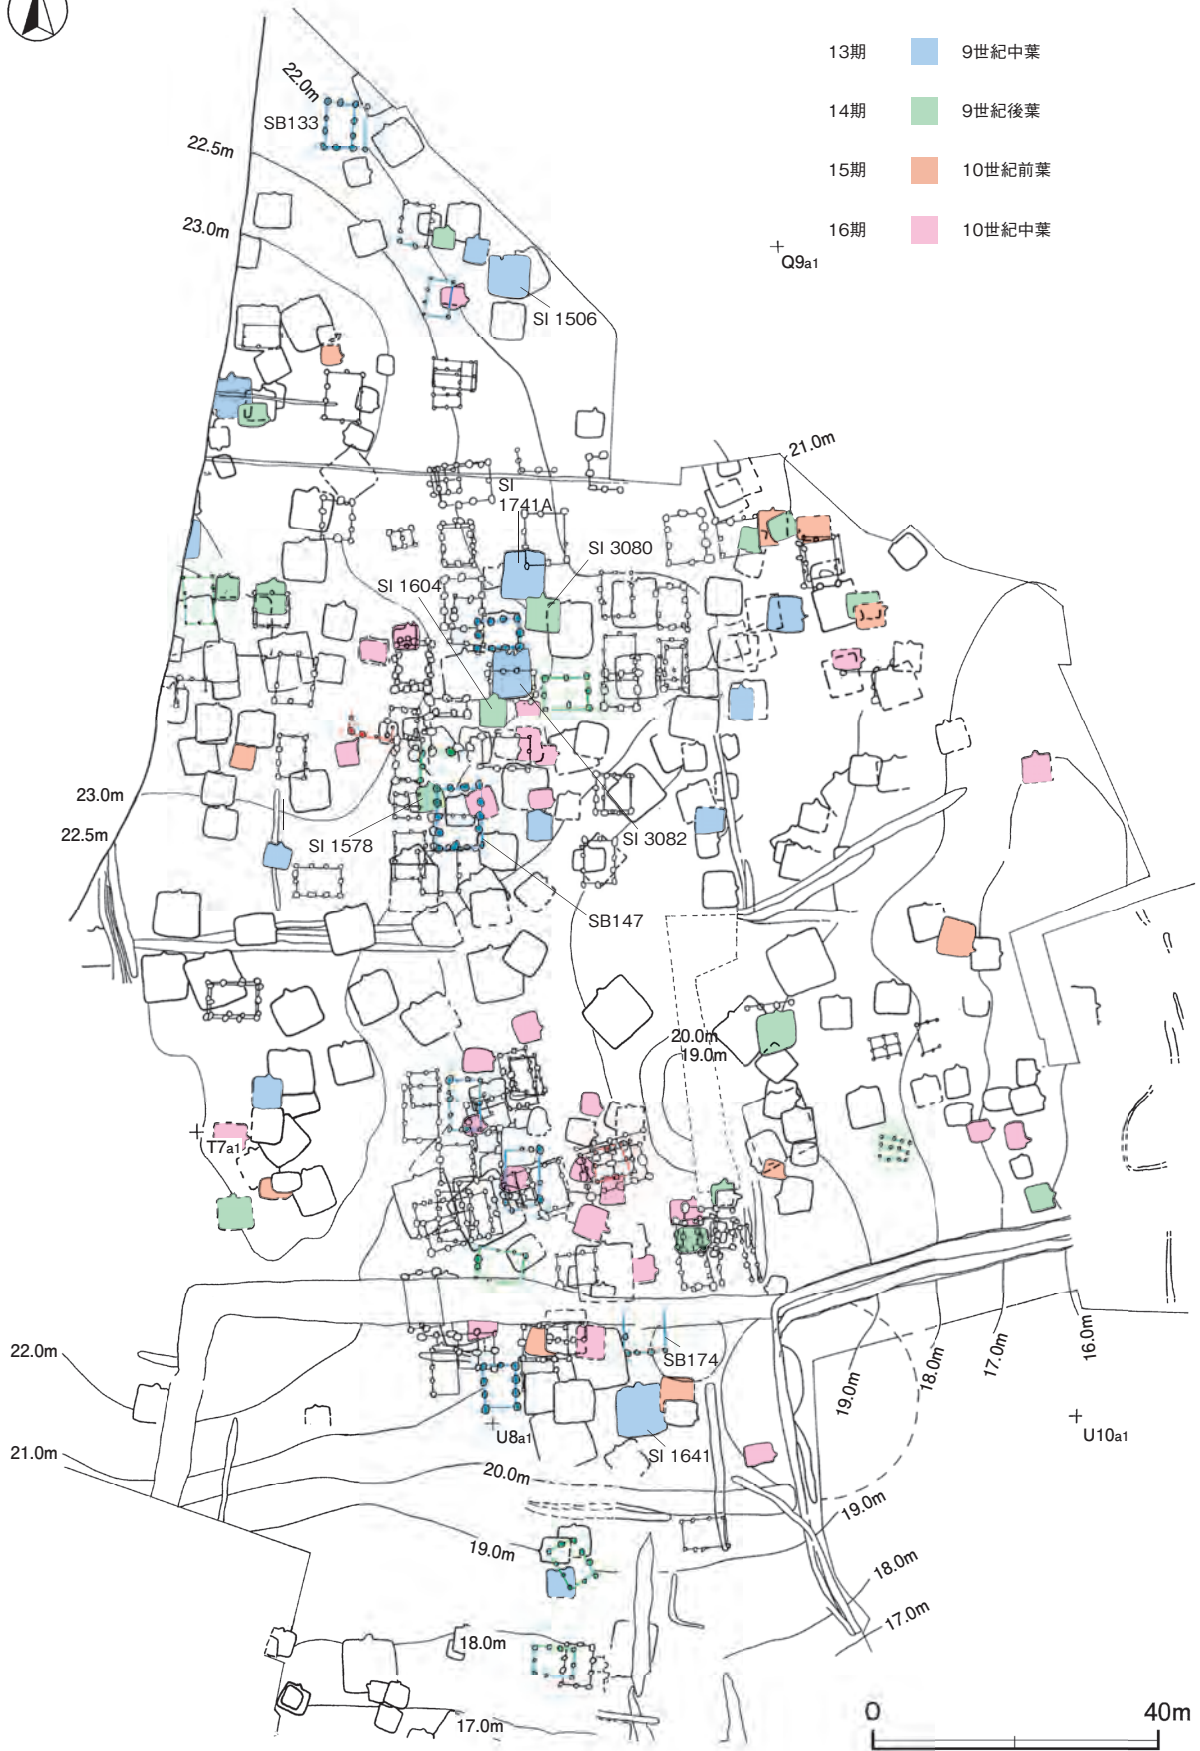 13期 9世紀中葉
14期 9世紀後葉
15期 10世紀前葉
16期 10世紀中葉
Q9a1
22.0m
SB133
22.5m
23.0m
SI 1506
21.0m
SI
1741A
SI 3080
SI 1604
23.0m
22.5m
SI 1578
SI 3082
SB147
20.0m
19.0m
T7a1
SB174
22.0m
16.0m
17.0m
18.0m
19.0m
U8a1
U10a1
SI 1641
21.0m
20.0m
19.0m
19.0m
18.0m
17.0m
18.0m
17.0m
0 40m